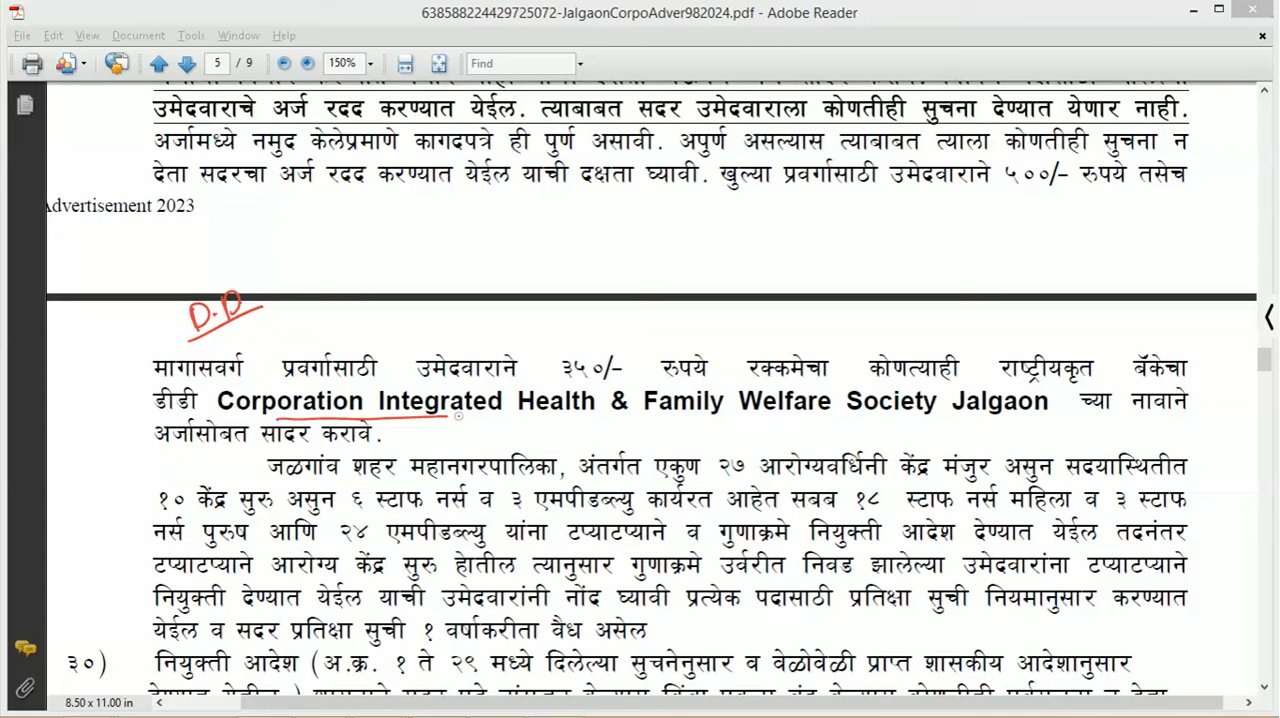 638588224429725072-JalgaonCorpoAdver982024.pdf - Adobe Reader
File Edit View Document Tools Window Help
5 / 9 150% Find
उमेदवाराचे अर्ज रदद करण्यात येईल. त्याबाबत सदर उमेदवाराला कोणतीही सुचना देण्यात येणार नाही.
अर्जामध्ये नमुद केलेप्रमाणे कागदपत्रे ही पुर्ण असावी. अपुर्ण असल्यास त्याबाबत त्याला कोणतीही सुचना न
देता सदरचा अर्ज रदद करण्यात येईल याची दक्षता घ्यावी. खुल्या प्रवर्गासाठी उमेदवाराने ५००/- रुपये तसेच
Advertisement 2023
D.D
मागासवर्ग प्रवर्गासाठी उमेदवाराने ३५०/- रुपये रक्कमेचा कोणत्याही राष्ट्रीयकृत बॅकेचा
डीडी Corporation Integrated Health & Family Welfare Society Jalgaon च्या नावाने
अर्जासोबत सादर करावे.
जळगांव शहर महानगरपालिका, अंतर्गत एकुण २७ आरोग्यवर्धिनी केंद्र मंजुर असुन सदयास्थितीत
१० केंद्र सुरु असुन ६ स्टाफ नर्स व ३ एमपीडब्ल्यु कार्यरत आहेत सबब १८ स्टाफ नर्स महिला व ३ स्टाफ
नर्स पुरुष आणि २४ एमपीडब्ल्यु यांना टप्याटप्याने व गुणाक्रमे नियुक्ती आदेश देण्यात येईल तदनंतर
टप्याटप्याने आरोग्य केंद्र सुरु होतील त्यानुसार गुणाक्रमे उर्वरीत निवड झालेल्या उमेदवारांना टप्याटप्याने
नियुक्ती देण्यात येईल याची उमेदवारांनी नोंद घ्यावी प्रत्येक पदासाठी प्रतिक्षा सुची नियमानुसार करण्यात
येईल व सदर प्रतिक्षा सुची १ वर्षाकरीता वैध असेल
३०) नियुक्ती आदेश (अ.क्र. १ ते २९ मध्ये दिलेल्या सुचनेनुसार व वेळोवेळी प्राप्त शासकीय आदेशानुसार
8.50 x 11.00 in